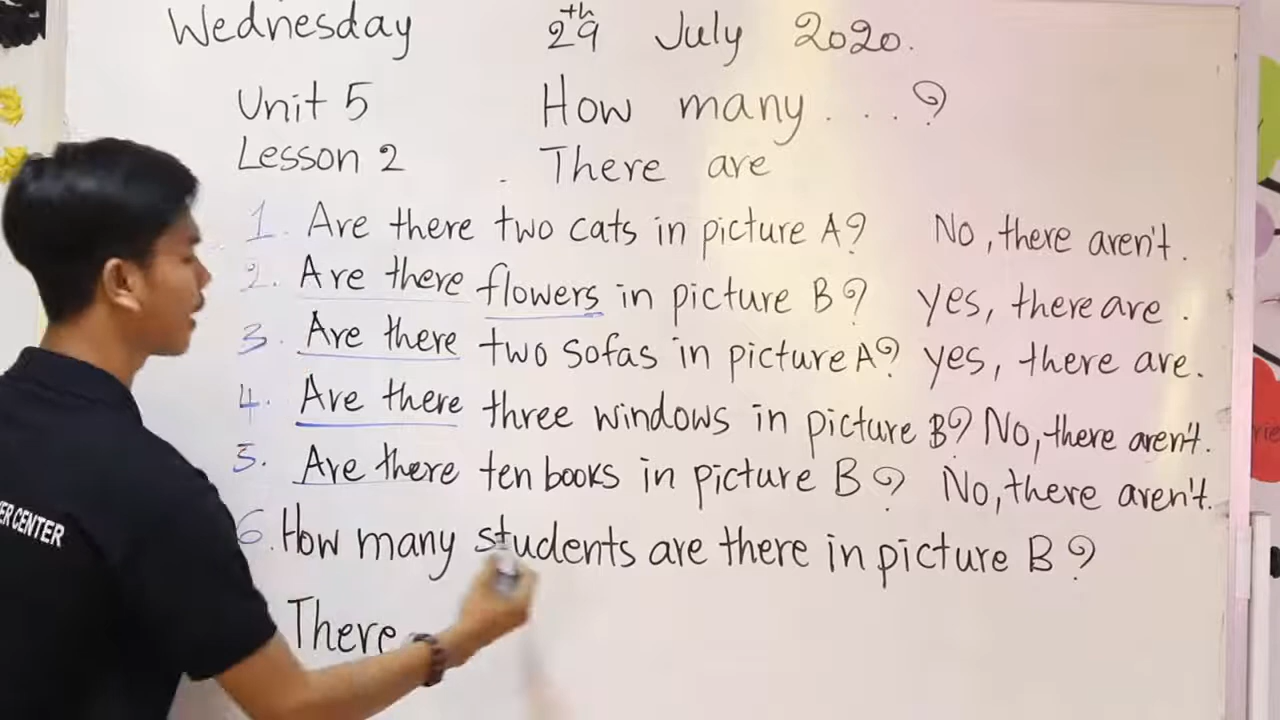 Wednesday 29th July 2020.
Unit 5 How many ...?
Lesson 2 There are
1. Are there two cats in picture A? No, there aren't.
2. Are there flowers in picture B? yes, there are.
3. Are there two sofas in picture A? yes, there are.
4. Are there three windows in picture B? No, there aren't.
5. Are there ten books in picture B? No, there aren't.
6. How many students are there in picture B?
There
ER CENTER